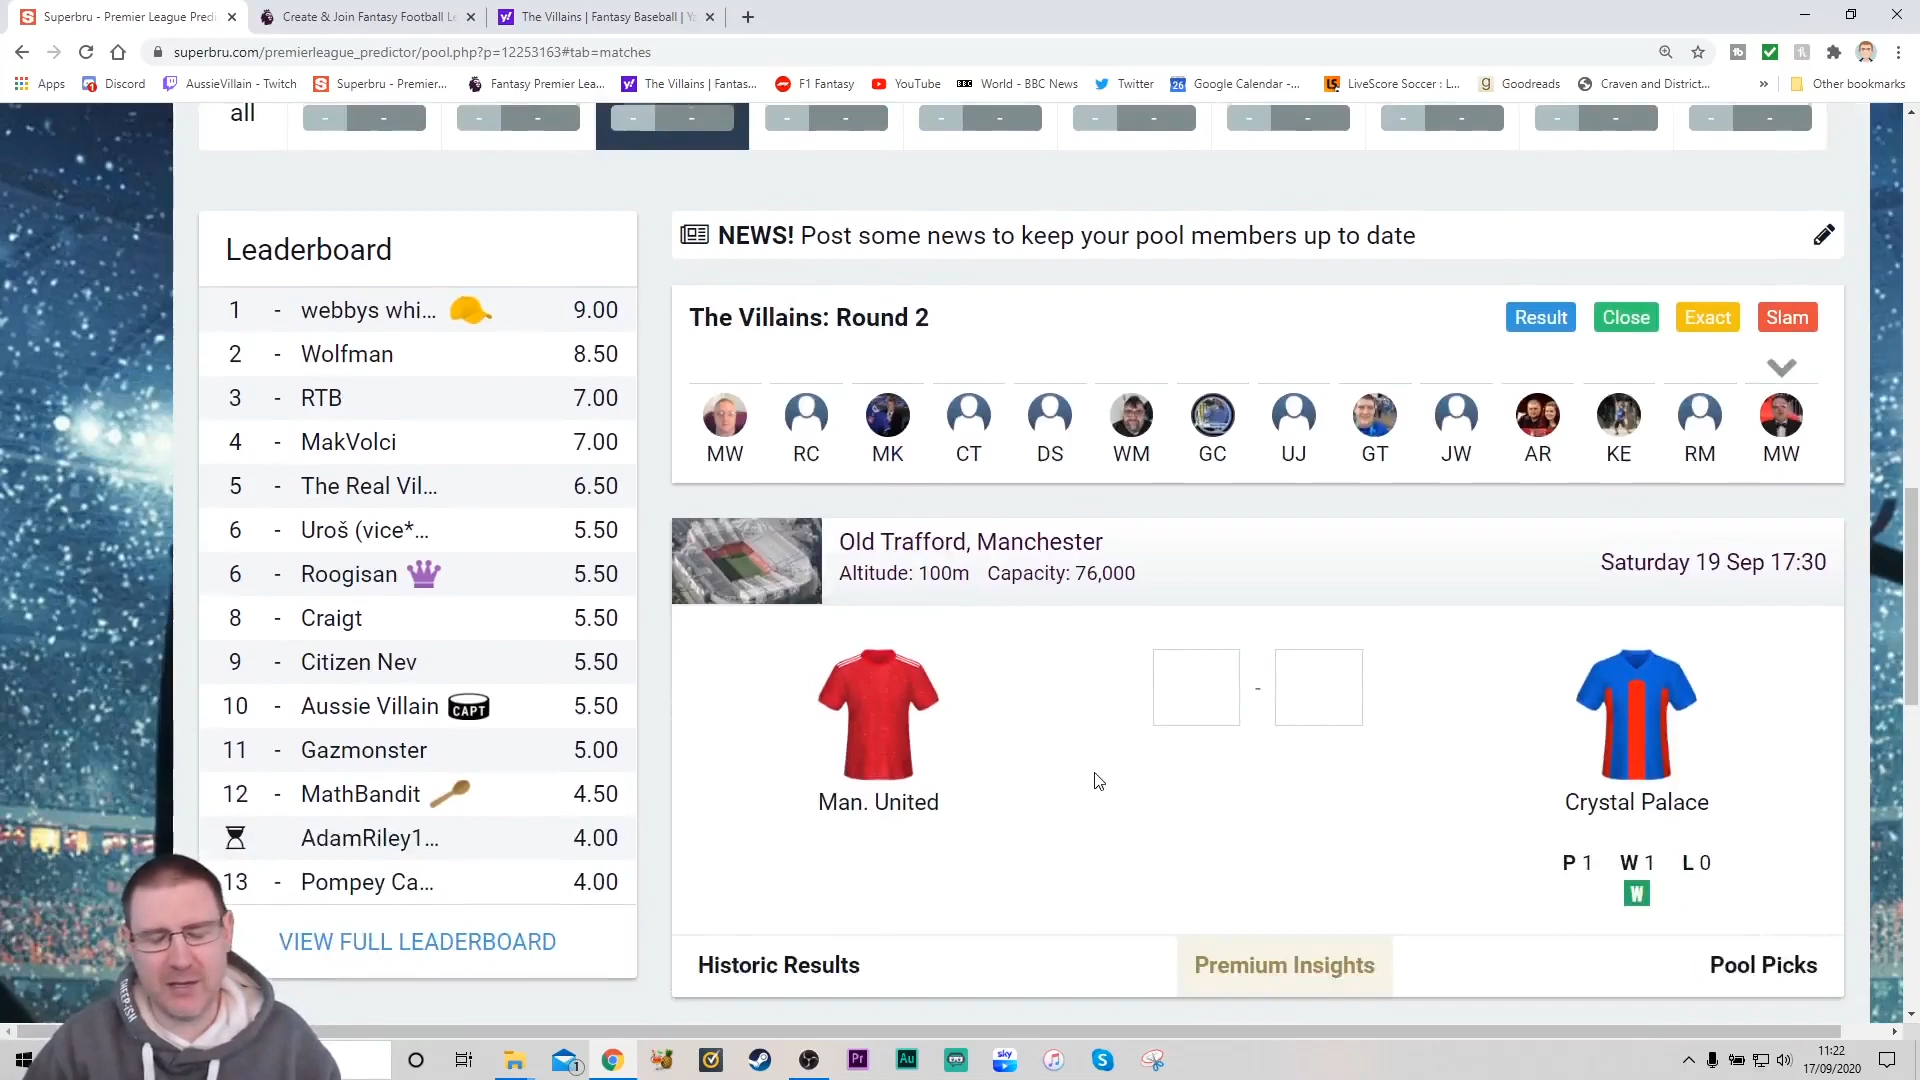 Superbru - Premier League Predi
Create & Join Fantasy Football Le
The Villains | Fantasy Baseball | Ya
superbru.com/premierleague_predictor/pool.php?p=12253163#tab=matches
Apps
Discord
AussieVillain - Twitch
Superbru - Premier...
Fantasy Premier Lea...
The Villains | Fantas...
F1 Fantasy
YouTube
World - BBC News
Twitter
Google Calendar -...
LiveScore Soccer : L...
Goodreads
Craven and District...
»
Other bookmarks
all
Leaderboard
1 - webbys whi... 9.00
2 - Wolfman 8.50
3 - RTB 7.00
4 - MakVolci 7.00
5 - The Real Vil... 6.50
6 - Uroš (vice*... 5.50
6 - Roogisan 5.50
8 - Craigt 5.50
9 - Citizen Nev 5.50
10 - Aussie Villain CAPT 5.50
11 - Gazmonster 5.00
12 - MathBandit 4.50
AdamRiley1... 4.00
13 - Pompey Ca... 4.00
VIEW FULL LEADERBOARD
NEWS! Post some news to keep your pool members up to date
The Villains: Round 2
Result Close Exact Slam
MW RC MK CT DS WM GC UJ GT JW AR KE RM MW
Old Trafford, Manchester
Altitude: 100m Capacity: 76,000
Saturday 19 Sep 17:30
-
Man. United
Crystal Palace
P 1 W 1 L 0
W
Historic Results
Premium Insights
Pool Picks
Pr
Au
sky
11:22
17/09/2020